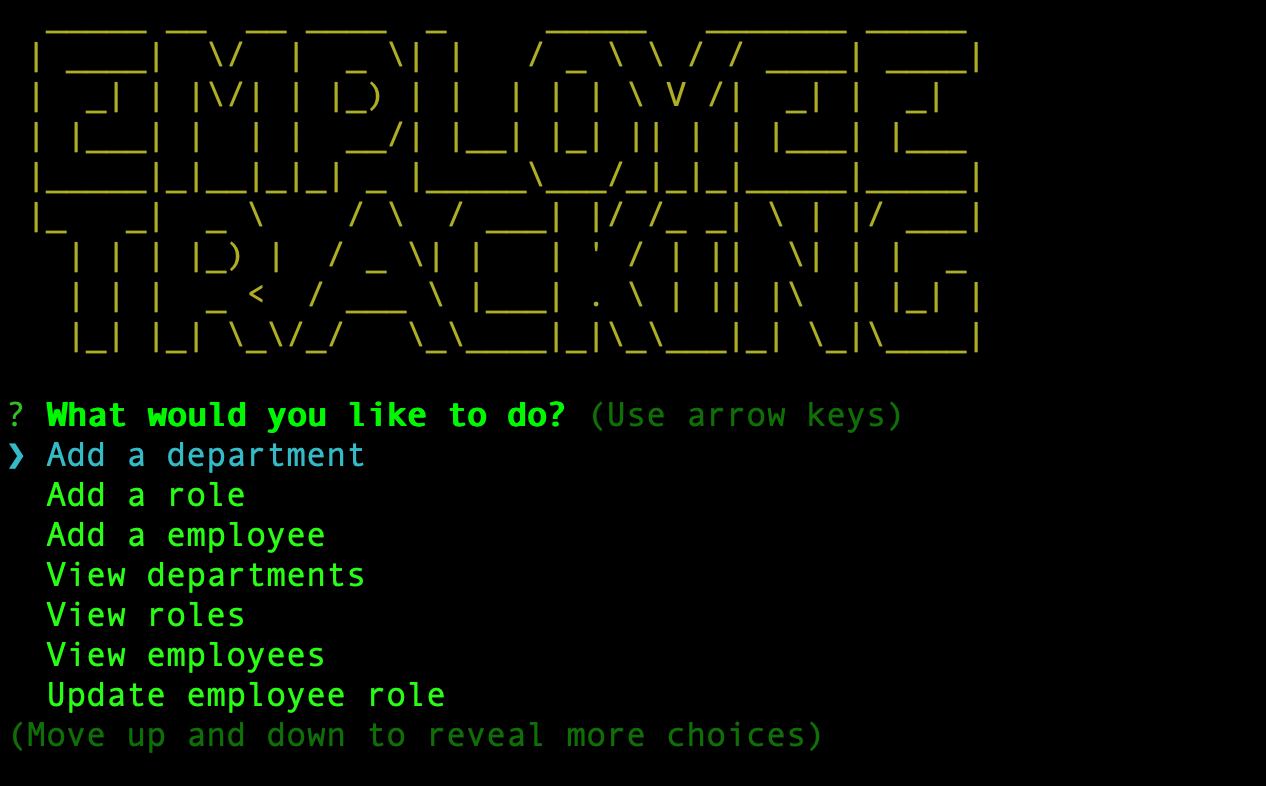 EMPLOYEE
TRACKING
? What would you like to do? (Use arrow keys)
❯ Add a department
Add a role
Add a employee
View departments
View roles
View employees
Update employee role
(Move up and down to reveal more choices)